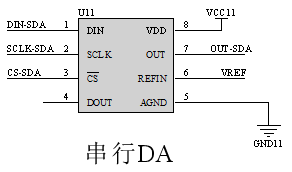 U11
VCC11
DIN-SDA 1 DIN VDD 8
SCLK-SDA 2 SCLK OUT 7 OUT-SDA
CS-SDA 3 CS REFIN 6 VREF
4 DOUT AGND 5
GND11
串行DA